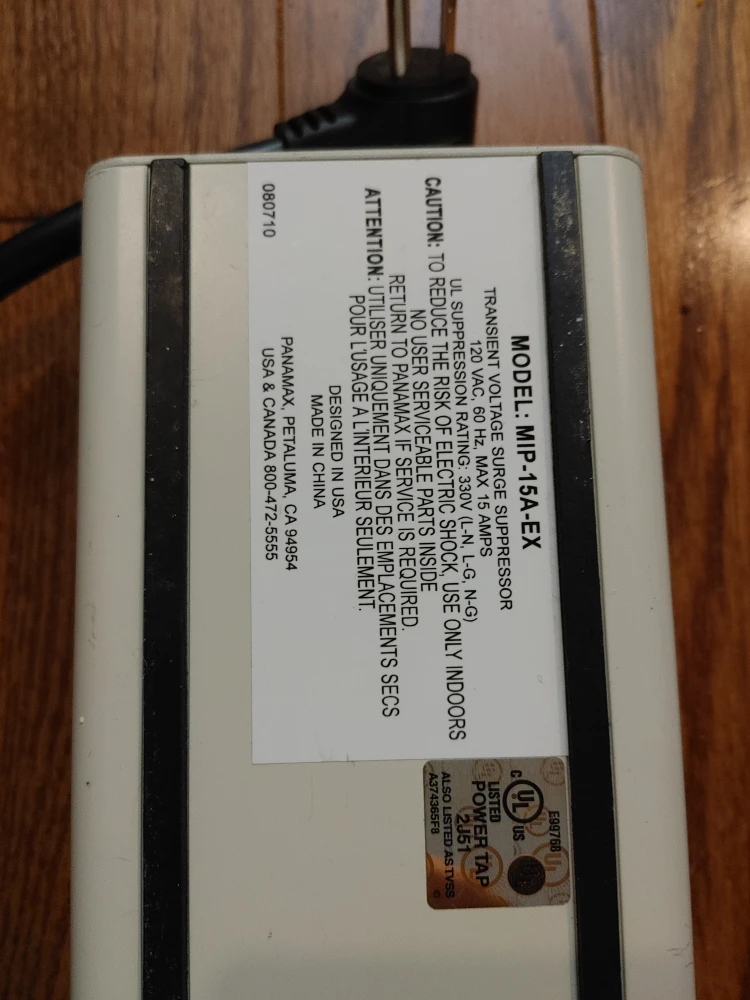 MODEL: MIP-15A-EX
TRANSIENT VOLTAGE SURGE SUPPRESSOR
120 VAC, 60 Hz, MAX 15 AMPS
UL SUPPRESSION RATING: 330V (L-N, L-G, N-G)
CAUTION: TO REDUCE THE RISK OF ELECTRIC SHOCK, USE ONLY INDOORS
NO USER SERVICEABLE PARTS INSIDE
RETURN TO PANAMAX IF SERVICE IS REQUIRED.
ATTENTION: UTILISER UNIQUEMENT DANS DES EMPLACEMENTS SECS
POUR L'USAGE A L'INTERIEUR SEULEMENT.
DESIGNED IN USA
MADE IN CHINA
PANAMAX, PETALUMA, CA 94954
USA & CANADA 800-472-5555
080710
E99768
C UL US
LISTED
POWER TAP
2J51
ALSO LISTED AS TVSS
A374365F8